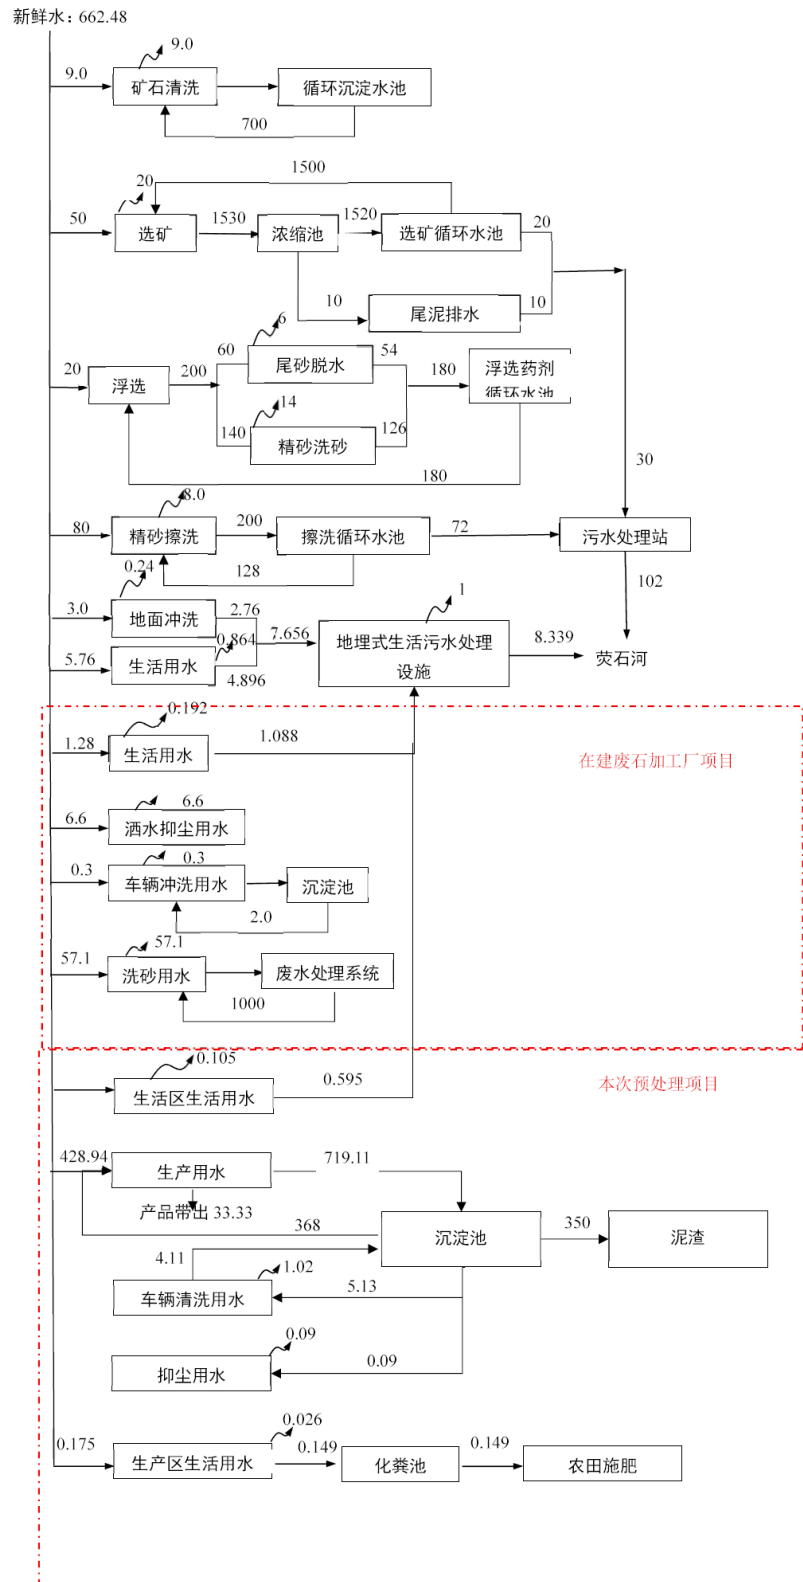 新鲜水：662.48
9.0
9.0
矿石清洗
循环沉淀水池
700
1500
20
50
选矿
1530
浓缩池
1520
选矿循环水池
20
10
尾泥排水
10
6
60
尾砂脱水
54
20
浮选
200
180
浮选药剂
循环水池
14
140
精砂洗砂
126
180
30
8.0
80
精砂擦洗
200
擦洗循环水池
72
污水处理站
128
102
0.24
3.0
地面冲洗
2.76
1
7.656
地埋式生活污水处理
设施
8.339
荧石河
5.76
生活用水
0.864
4.896
0.192
1.28
生活用水
1.088
在建废石加工厂项目
6.6
6.6
洒水抑尘用水
0.3
0.3
车辆冲洗用水
沉淀池
2.0
57.1
57.1
洗砂用水
废水处理系统
1000
0.105
生活区生活用水
0.595
本次预处理项目
428.94
生产用水
719.11
产品带出 33.33
368
沉淀池
350
泥渣
4.11
1.02
车辆清洗用水
5.13
0.09
抑尘用水
0.09
0.026
0.175
生产区生活用水
0.149
化粪池
0.149
农田施肥